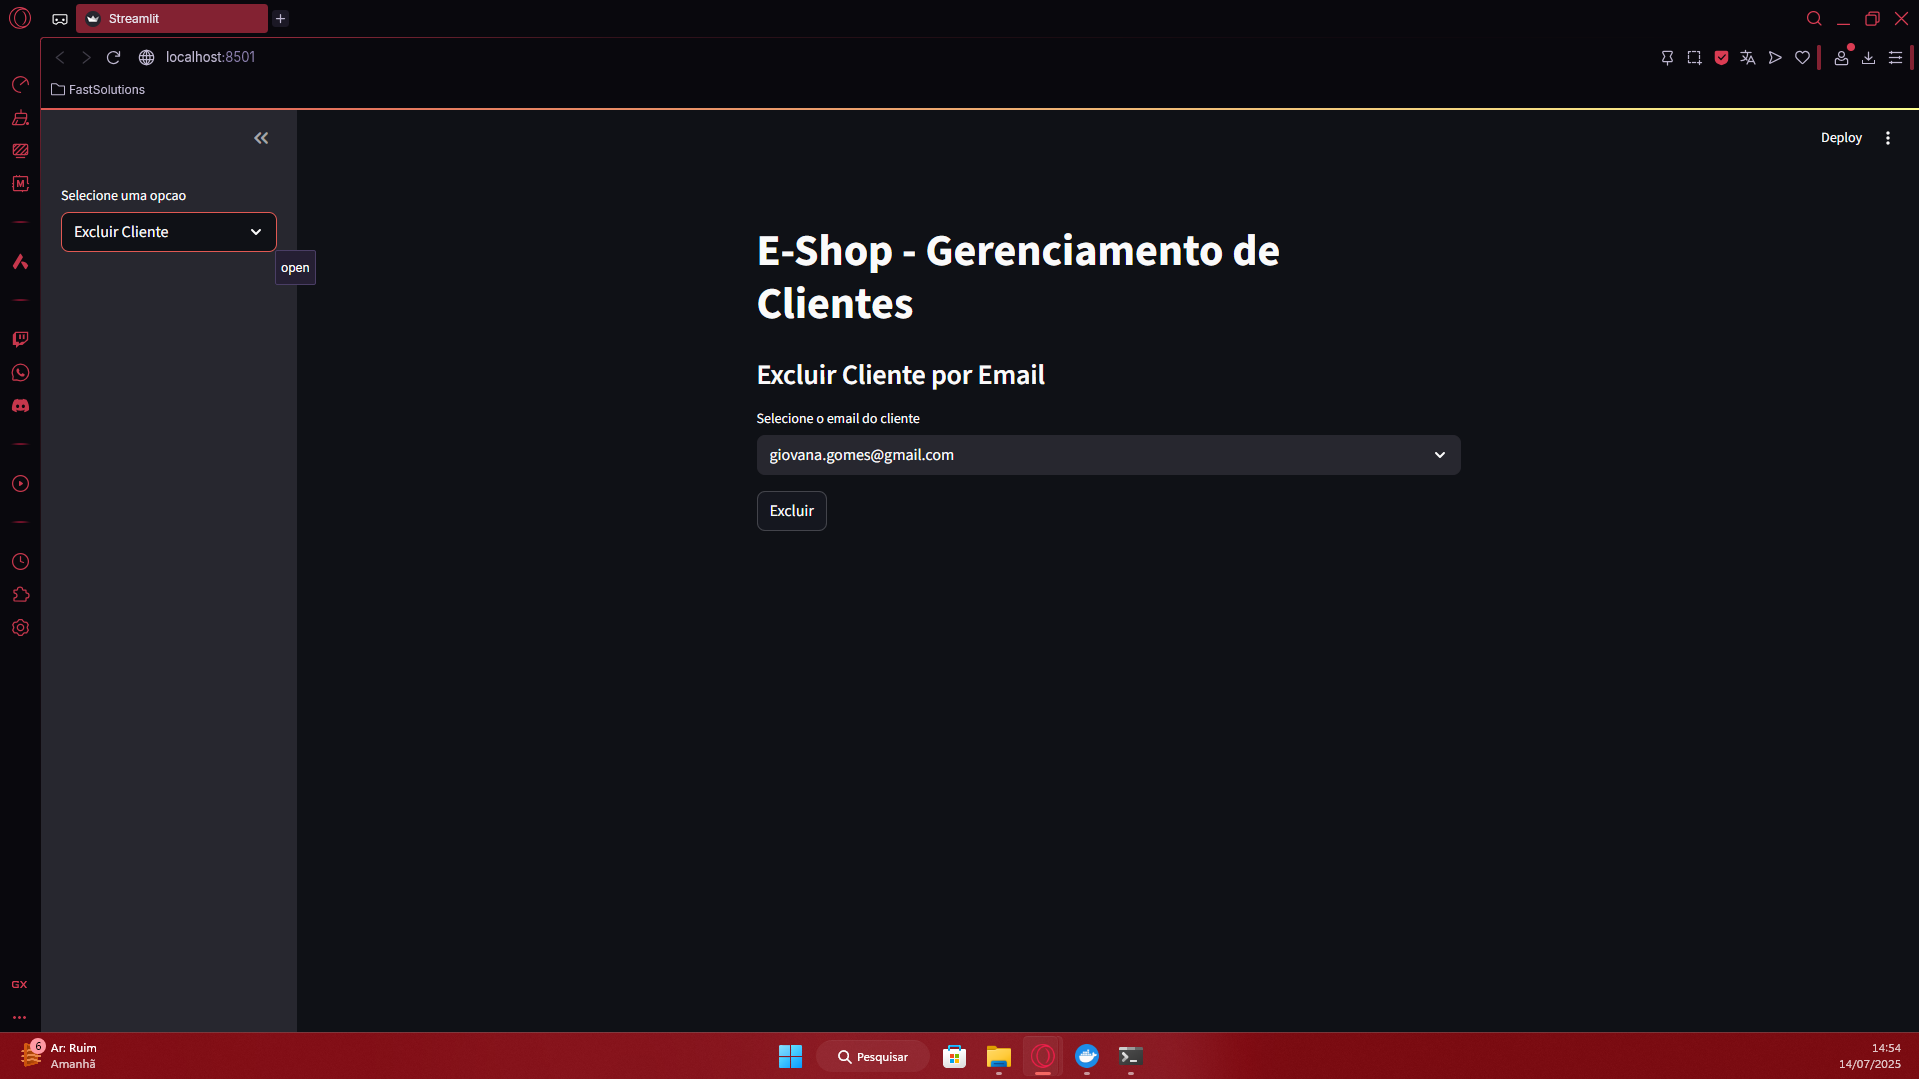 Streamlit
localhost:8501
FastSolutions
Deploy
Selecione uma opcao
Excluir Cliente
open
E-Shop - Gerenciamento de
Clientes
Excluir Cliente por Email
Selecione o email do cliente
giovana.gomes@gmail.com
Excluir
M
GX
6
Ar: Ruim
Amanhã
Pesquisar
14:54
14/07/2025